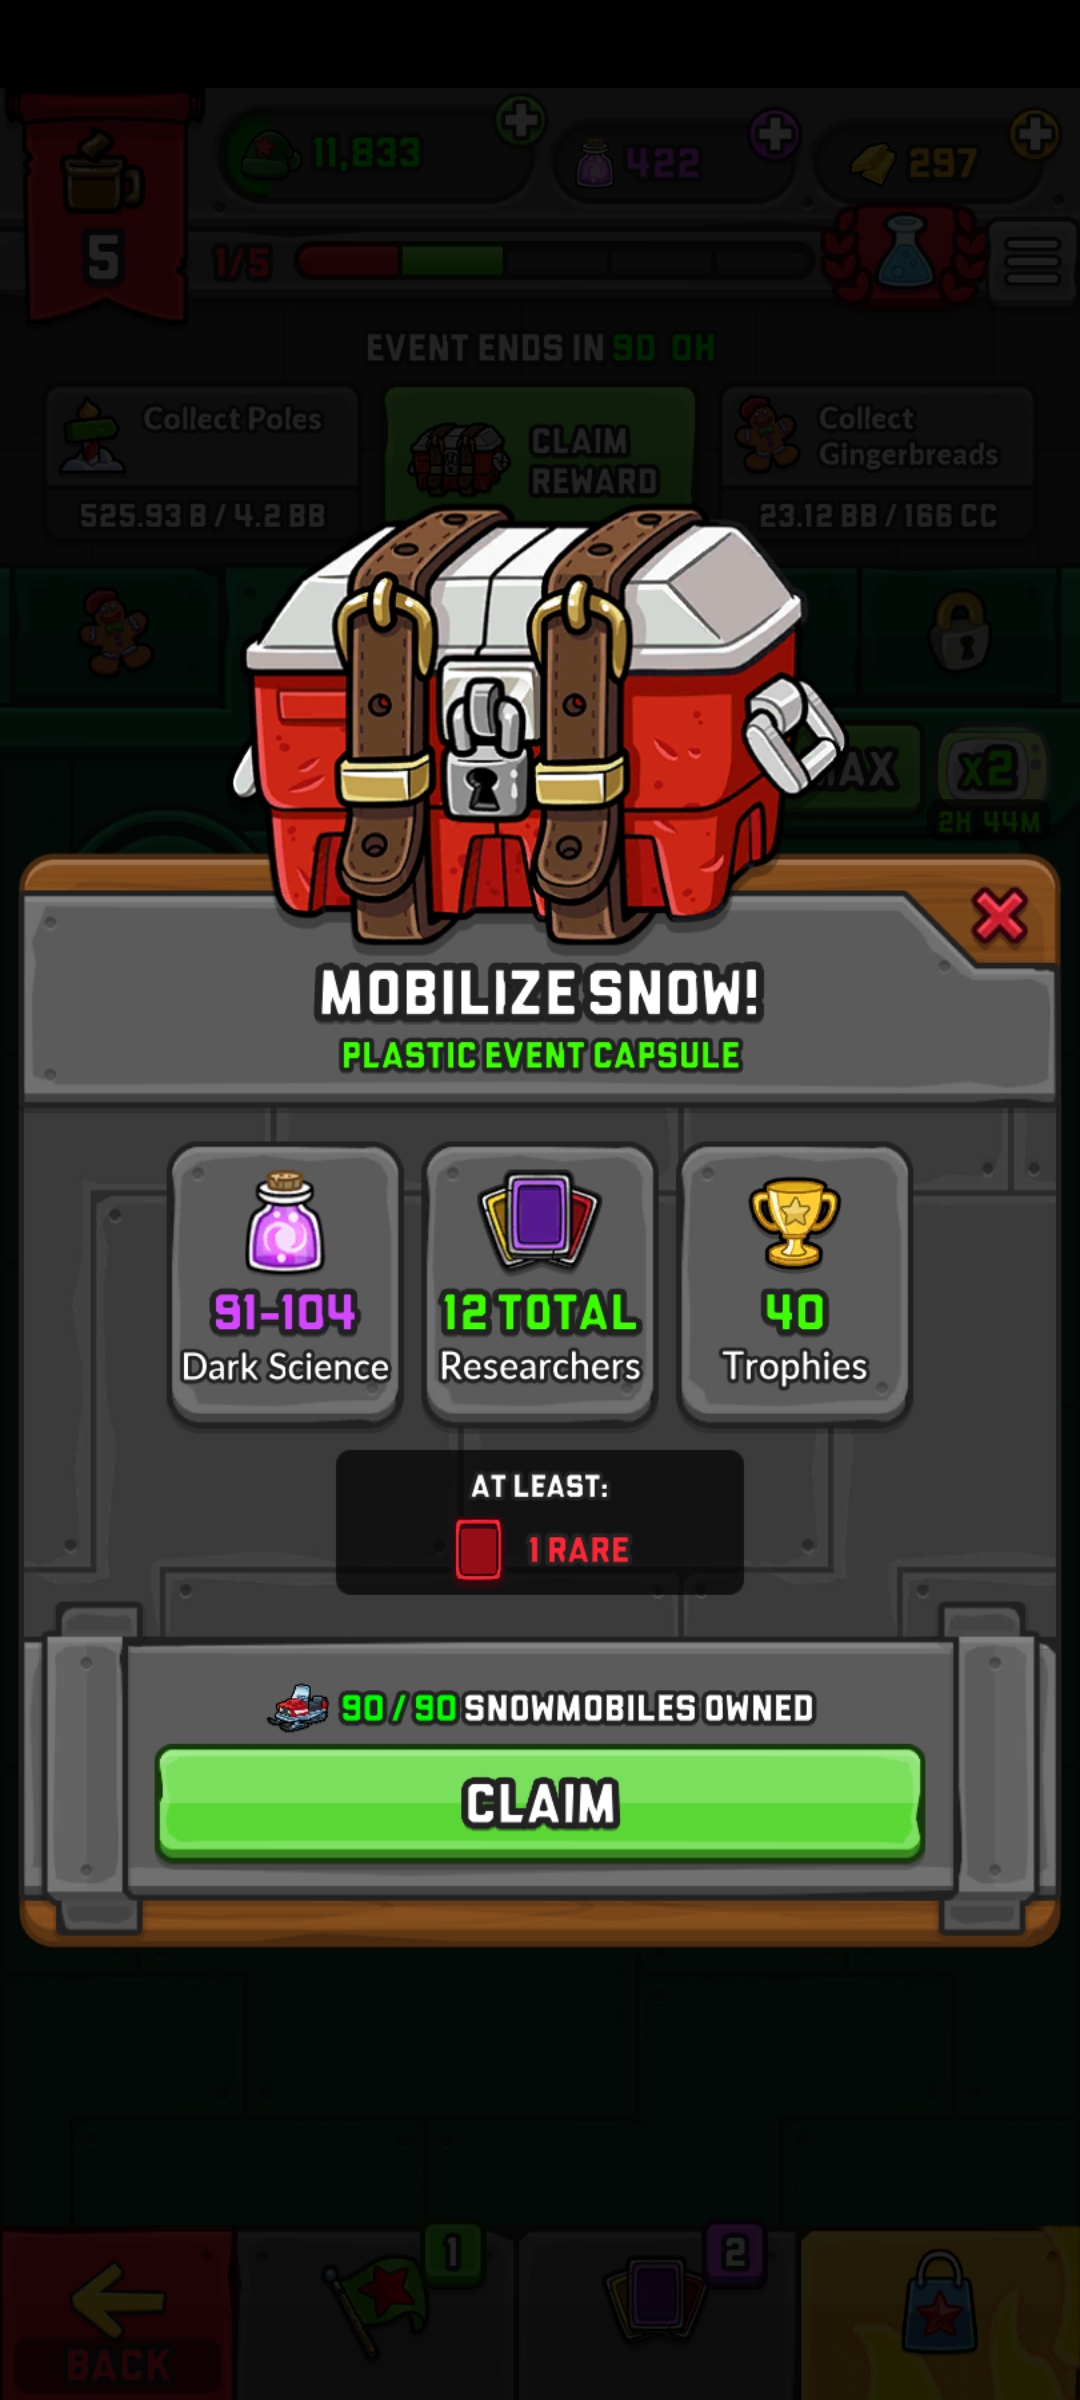 11,833
422
297
5
1/5
EVENT ENDS IN 9D 0H
Collect Poles
525.93 B / 4.2 BB
CLAIM
REWARD
Collect
Gingerbreads
23.12 BB / 166 CC
x2
2H 44M
MOBILIZE SNOW!
PLASTIC EVENT CAPSULE
91-104
Dark Science
12 TOTAL
Researchers
40
Trophies
AT LEAST:
1 RARE
90 / 90 SNOWMOBILES OWNED
CLAIM
1
2
BACK